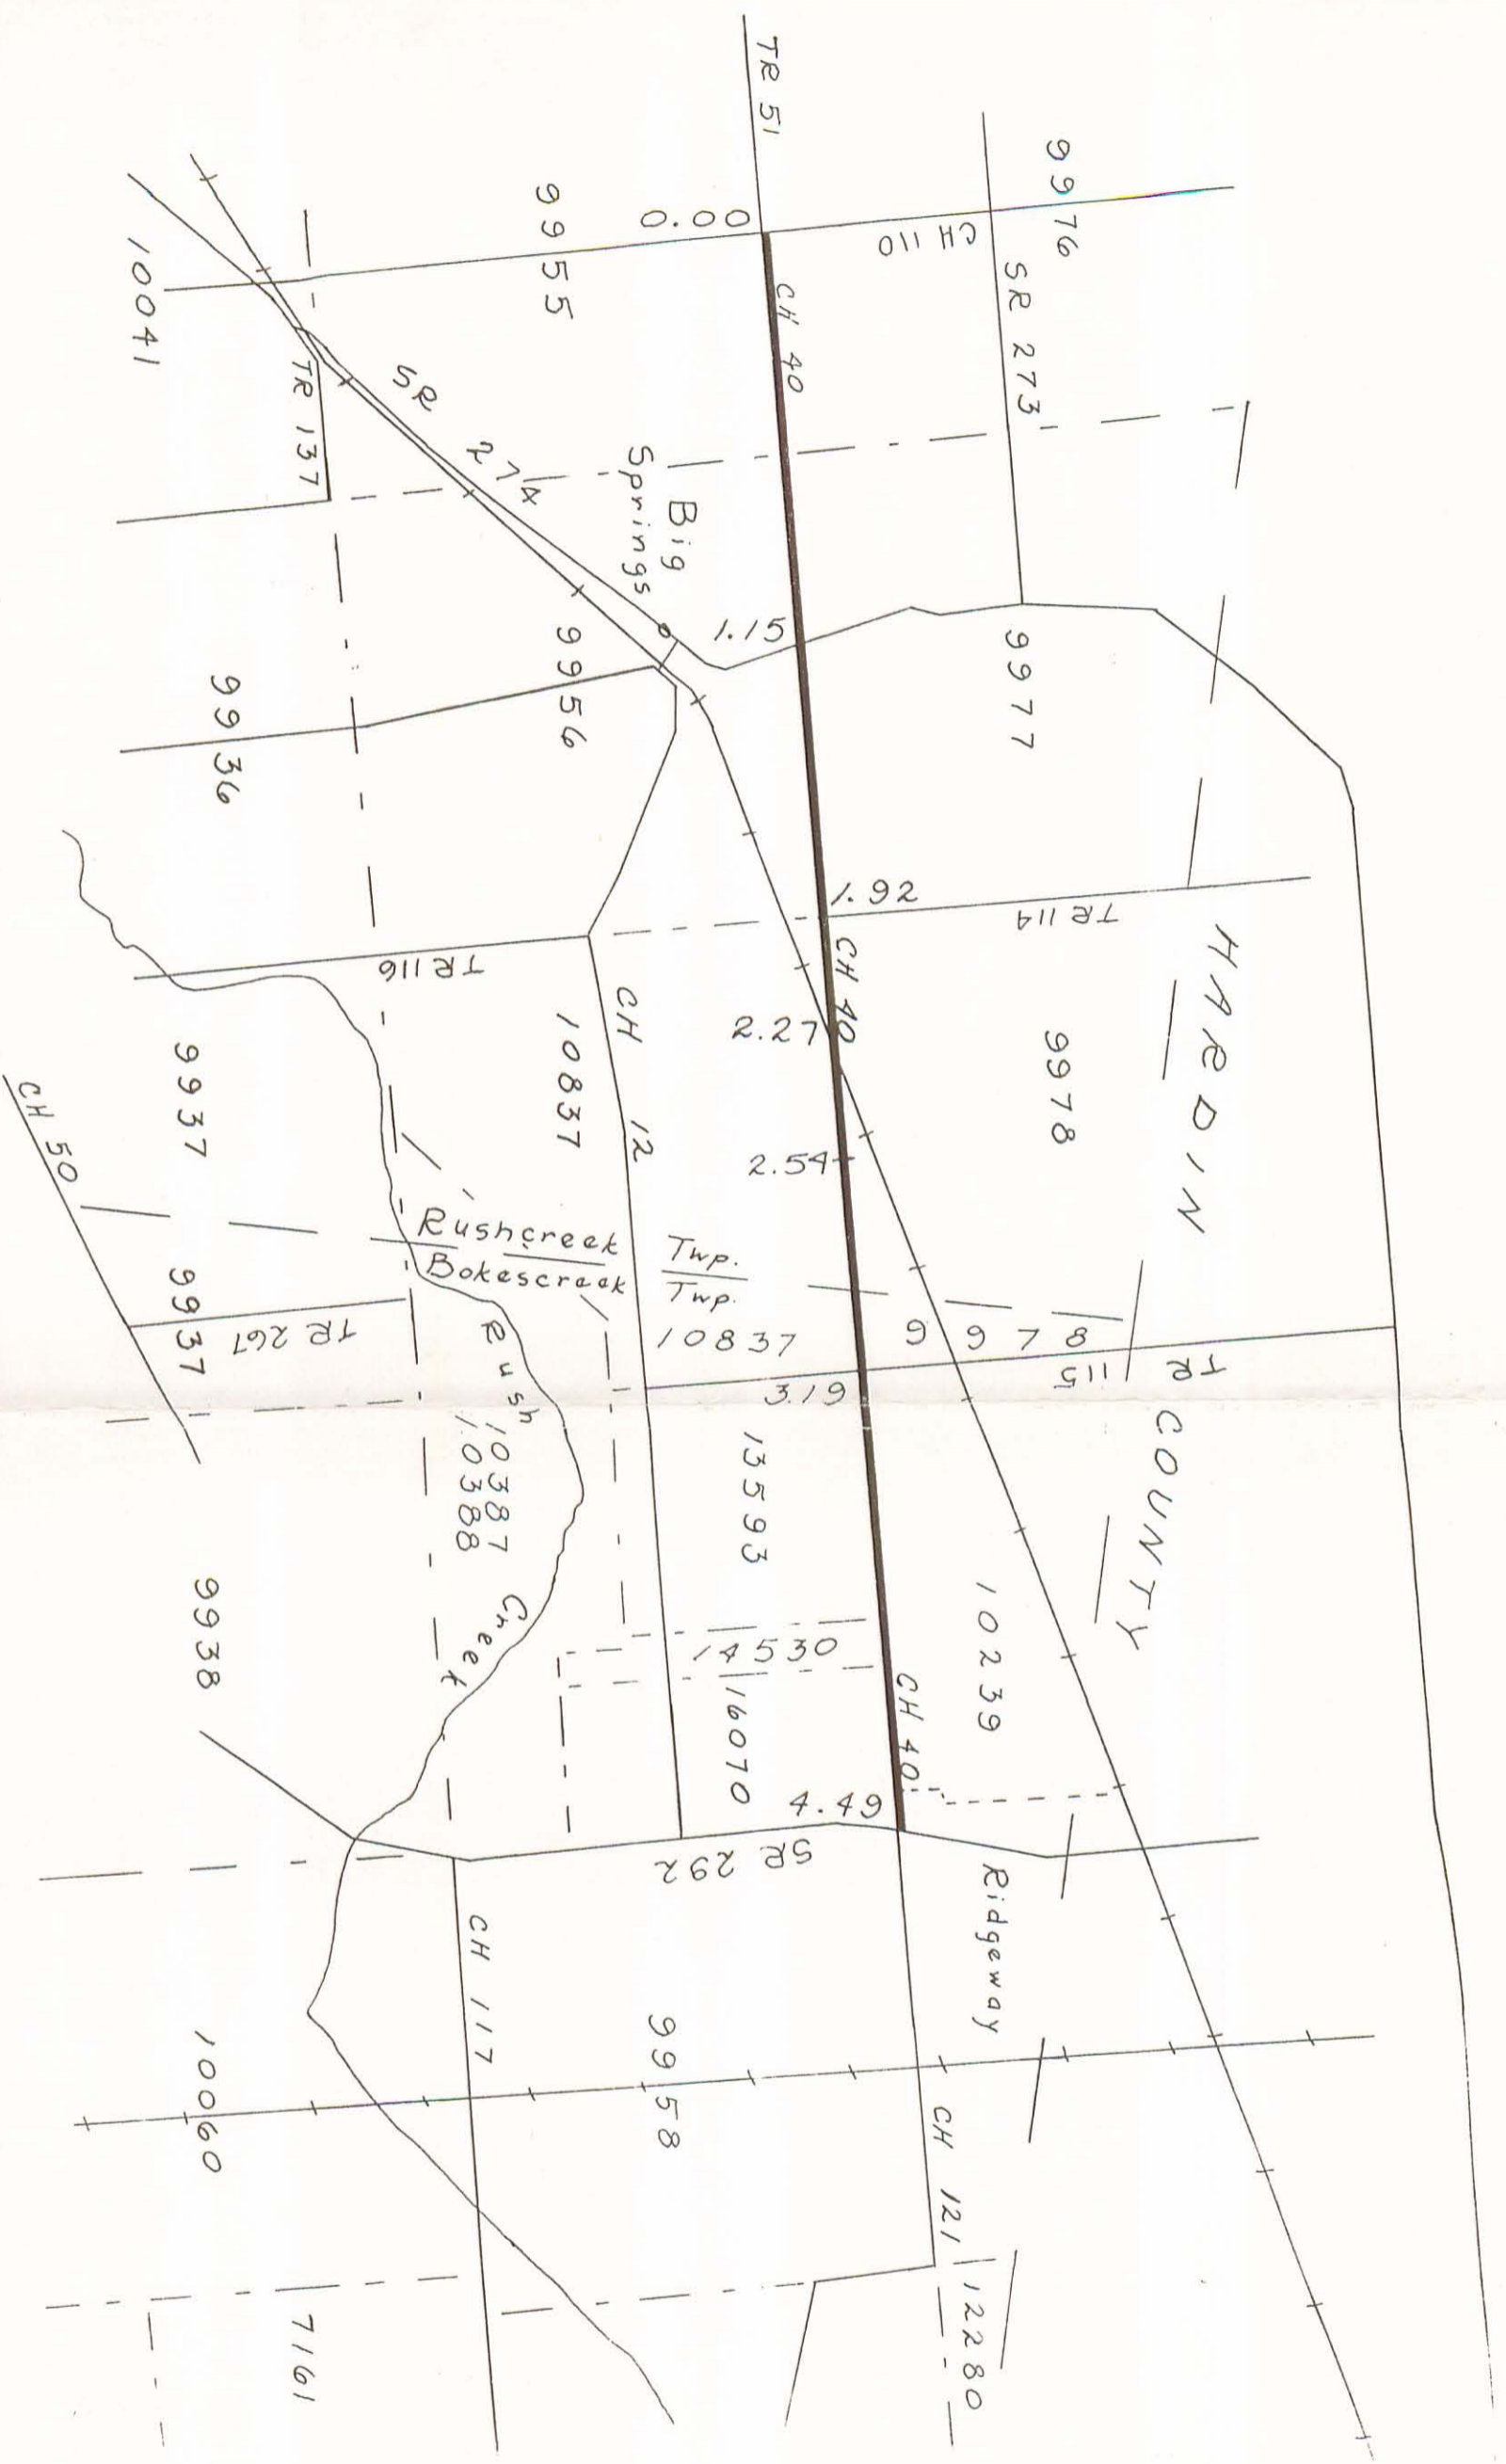 TR 51
9976
CH 110
SR 273
0.00
9955
CH 40
10041
TR 137
SR 274
Big
Springs
1.15
9977
9956
9936
1.92
TR 114
HARDIN
COUNTY
TR 116
CH 12
CH 40
2.27
9978
10837
9937
CH 50
2.54
Rushcreek Twp.
Bokescreek Twp.
10837
9937
TR 267
9 9 7 8
TR 115
3.19
Rush Creek
10387
10388
13593
10239
9938
14530
16070
CH 40
4.49
SR 292
Ridgeway
CH 117
9958
10060
CH 121
12280
7161